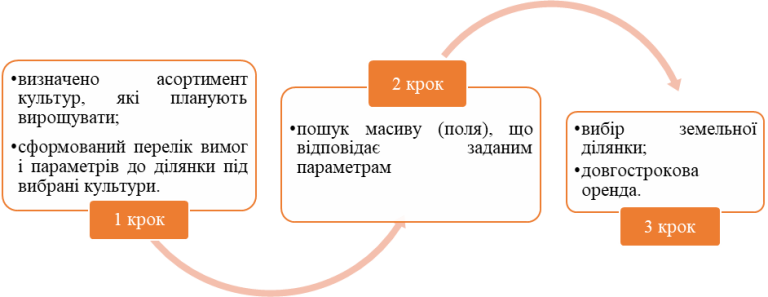 •визначено асортимент
культур, які планують
вирощувати;
•сформований перелік вимог
і параметрів до ділянки під
вибрані культури.
1 крок
2 крок
•пошук масиву (поля), що
відповідає заданим
параметрам
•вибір земельної
ділянки;
•довгострокова
оренда.
3 крок